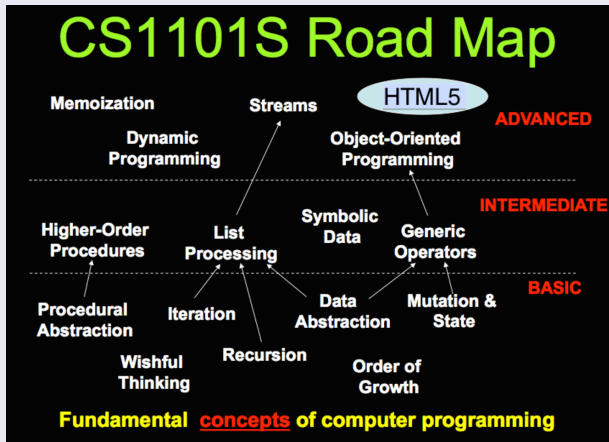 CS1101S Road Map
HTML5
Memoization
Streams
ADVANCED
Dynamic
Programming
Object-Oriented
Programming
INTERMEDIATE
Higher-Order
Procedures
List
Processing
Symbolic
Data
Generic
Operators
BASIC
Procedural
Abstraction
Iteration
Data
Abstraction
Mutation &
State
Wishful
Thinking
Recursion
Order of
Growth
Fundamental concepts of computer programming